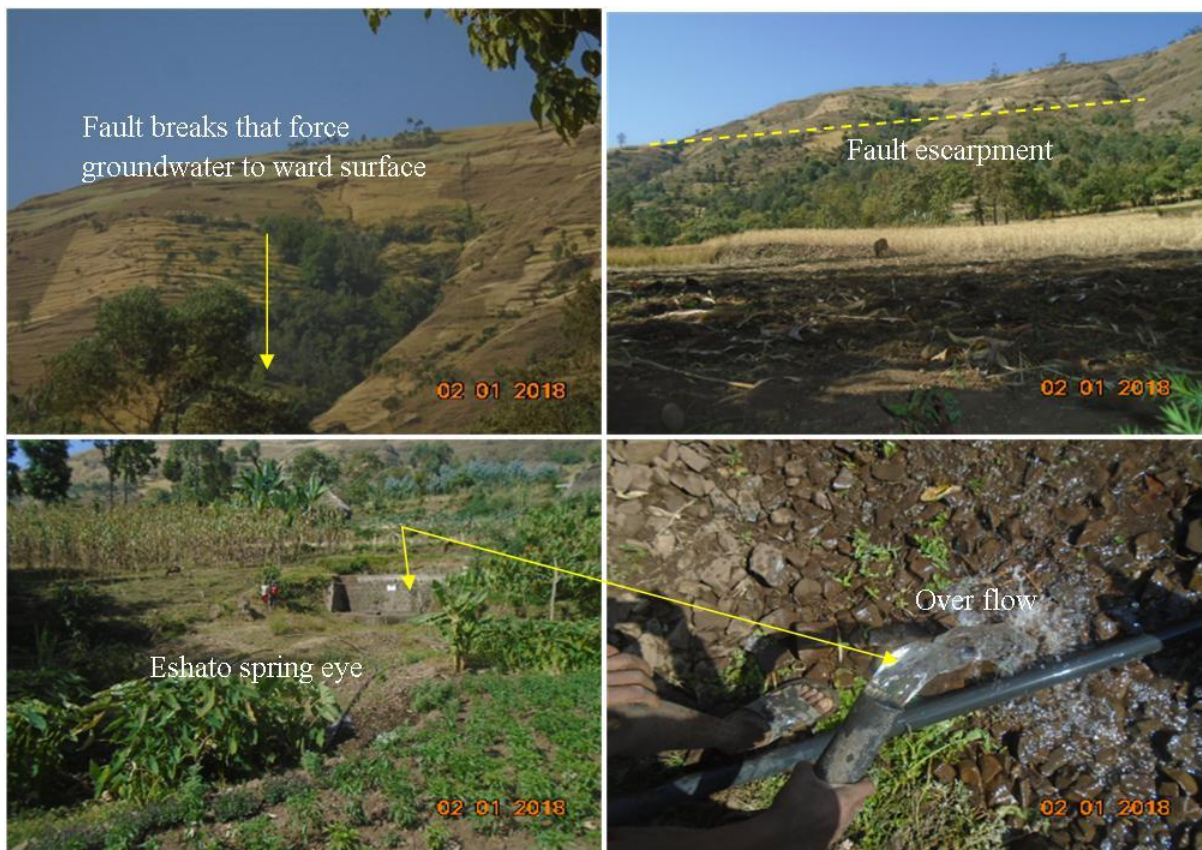 Fault breaks that force
groundwater to ward surface
02 01 2018
Fault escarpment
02 01 2018
Eshato spring eye
02 01 2018
Over flow
02 01 2018